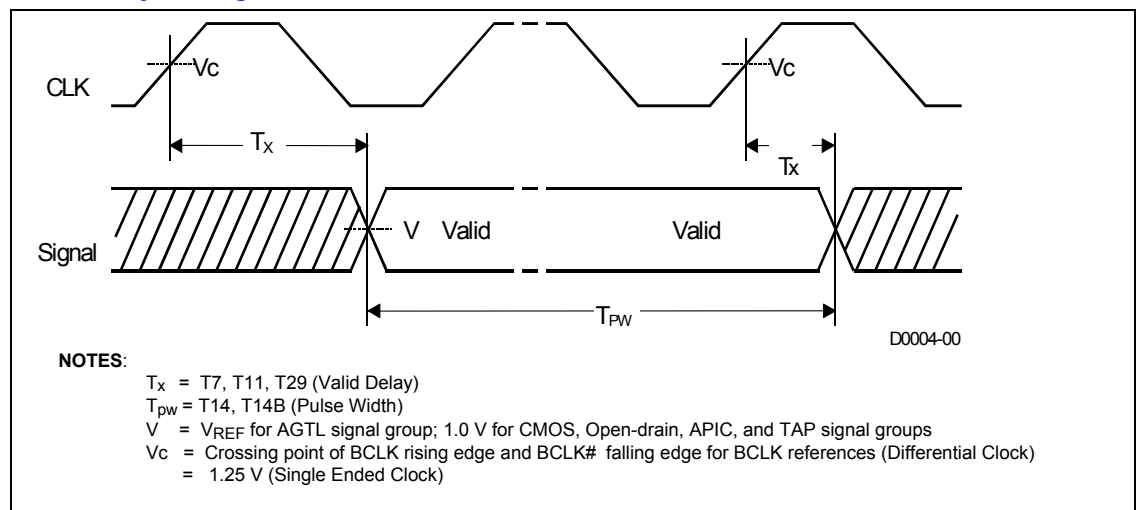 CLK
Vc
Vc
Tx
Tx
Signal
V Valid
Valid
TPW
D0004-00
NOTES:
Tx = T7, T11, T29 (Valid Delay)
Tpw = T14, T14B (Pulse Width)
V = VREF for AGTL signal group; 1.0 V for CMOS, Open-drain, APIC, and TAP signal groups
Vc = Crossing point of BCLK rising edge and BCLK# falling edge for BCLK references (Differential Clock)
= 1.25 V (Single Ended Clock)